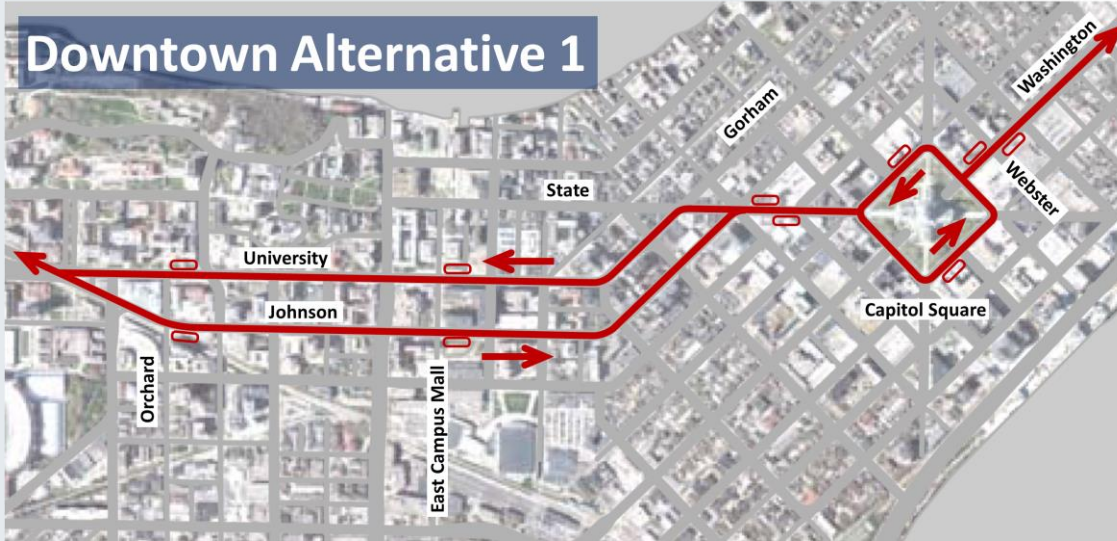 Downtown Alternative 1
Washington
Gorham
State
Webster
University
Johnson
Capitol Square
Orchard
East Campus Mall